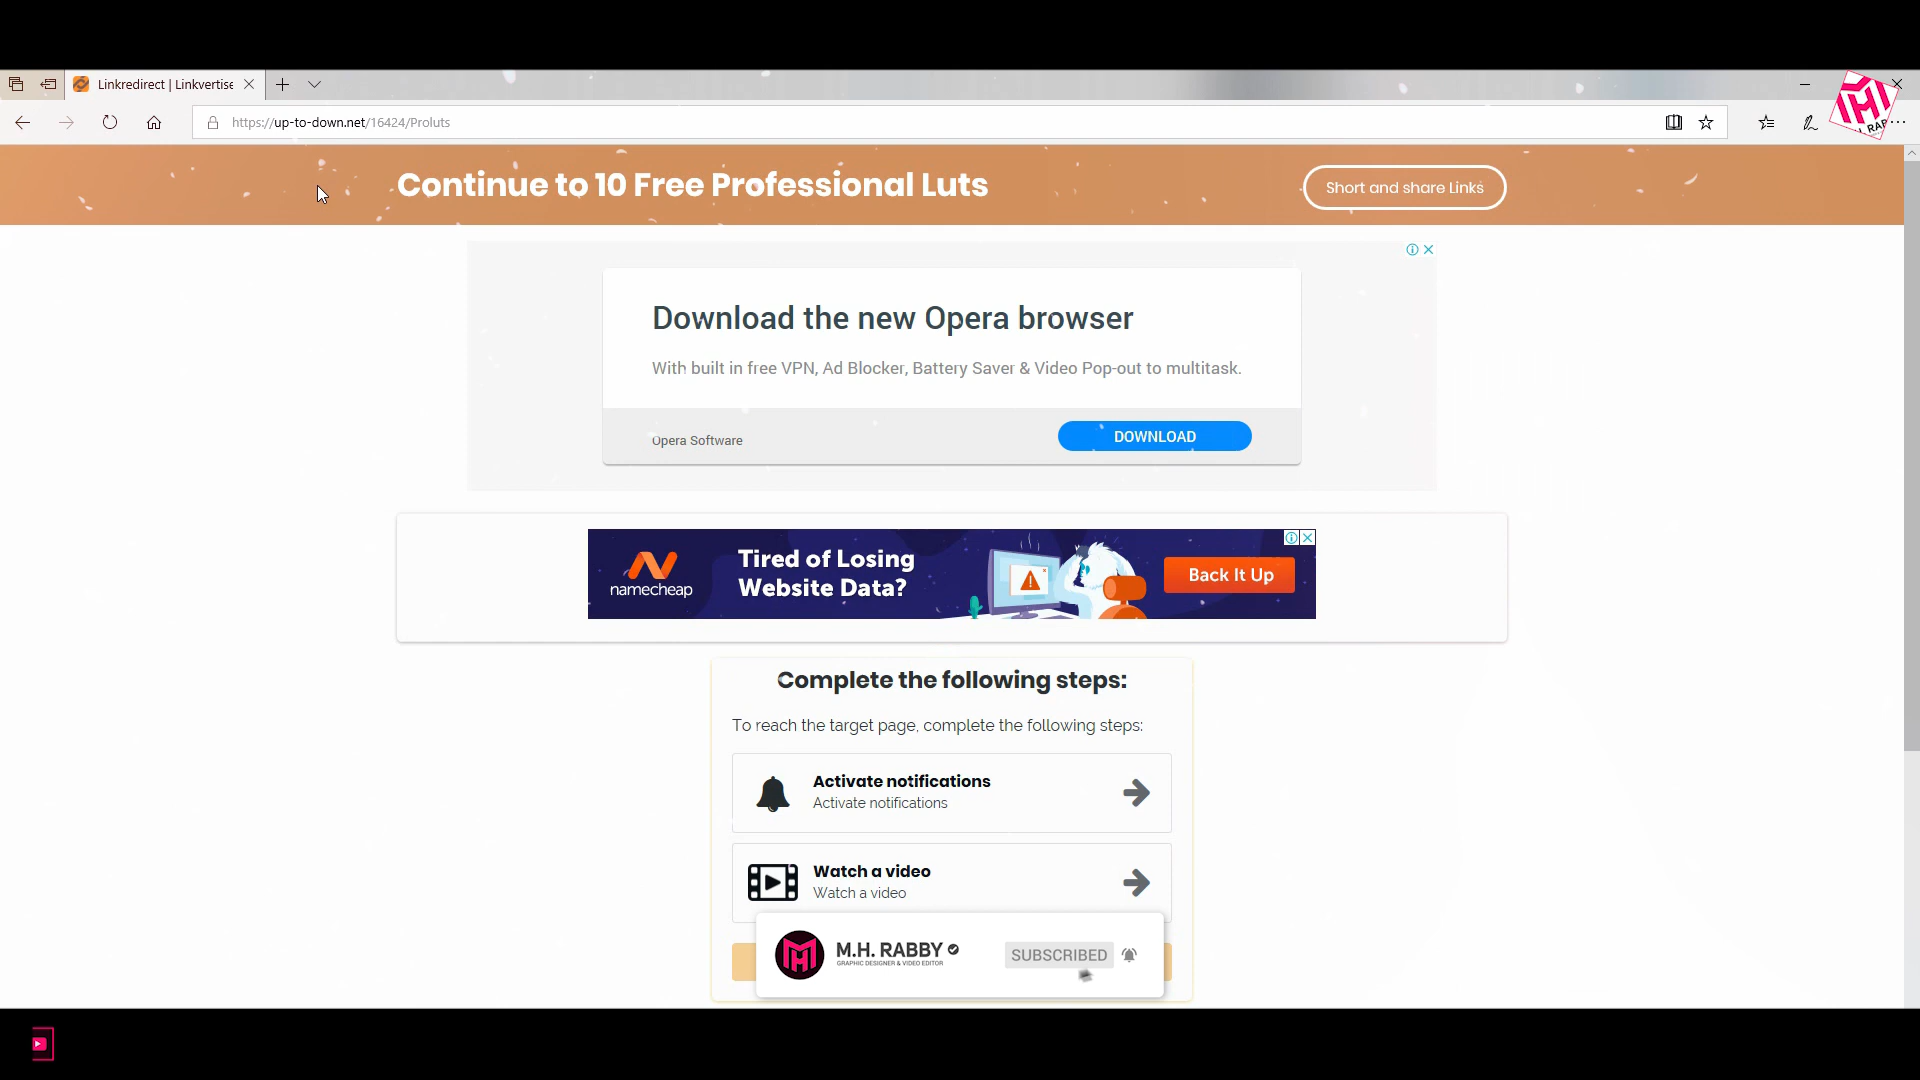 Linkredirect | Linkvertise
https://up-to-down.net/16424/Proluts
Continue to 10 Free Professional Luts
Short and share Links
Download the new Opera browser
With built in free VPN, Ad Blocker, Battery Saver & Video Pop-out to multitask.
Opera Software
DOWNLOAD
namecheap
Tired of Losing
Website Data?
Back It Up
Complete the following steps:
To reach the target page, complete the following steps:
Activate notifications
Activate notifications
Watch a video
Watch a video
M.H. RABBY
GRAPHIC DESIGNER & VIDEO EDITOR
SUBSCRIBED